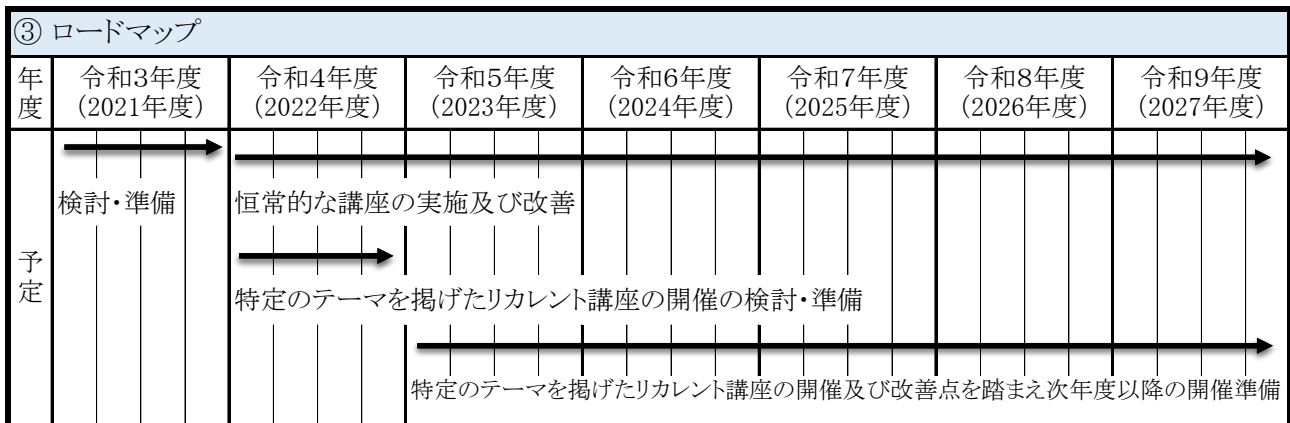 ③ ロードマップ
年度
令和3年度
(2021年度)
令和4年度
(2022年度)
令和5年度
(2023年度)
令和6年度
(2024年度)
令和7年度
(2025年度)
令和8年度
(2026年度)
令和9年度
(2027年度)
予定
検討・準備
恒常的な講座の実施及び改善
特定のテーマを掲げたリカレント講座の開催の検討・準備
特定のテーマを掲げたリカレント講座の開催及び改善点を踏まえ次年度以降の開催準備